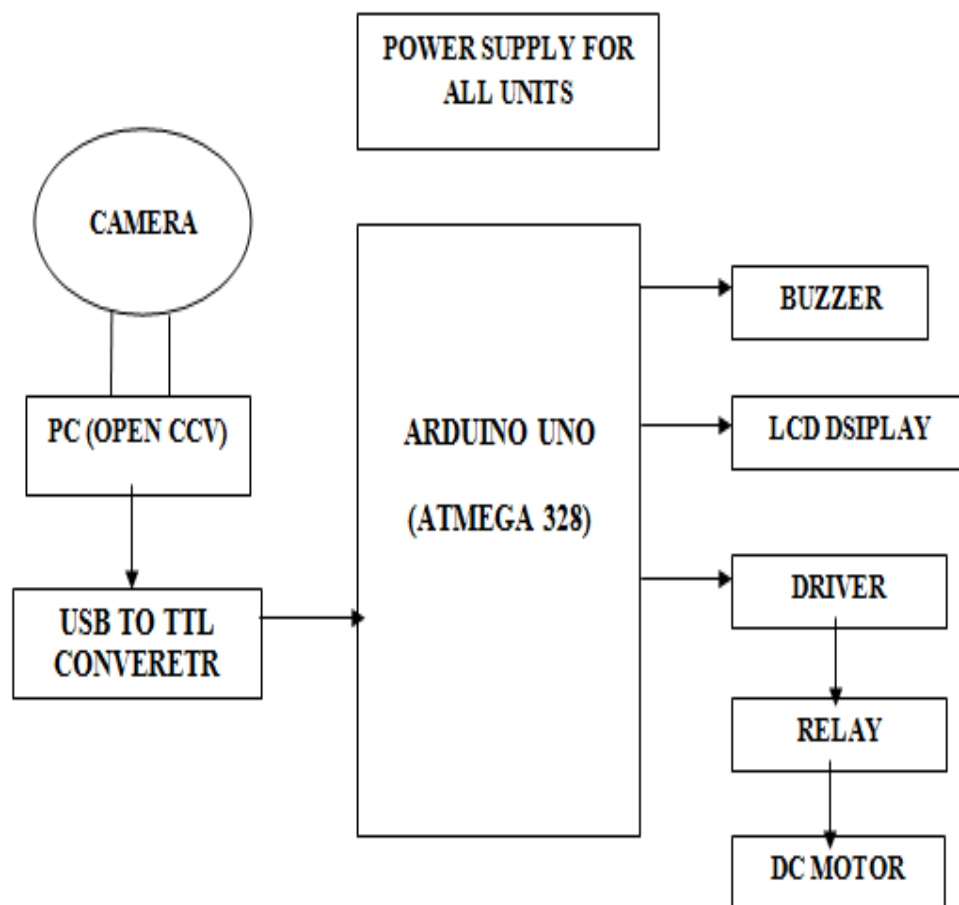 POWER SUPPLY FOR
ALL UNITS
CAMERA
PC (OPEN CCV)
USB TO TTL
CONVERETR
ARDUINO UNO
(ATMEGA 328)
BUZZER
LCD DSIPLAY
DRIVER
RELAY
DC MOTOR